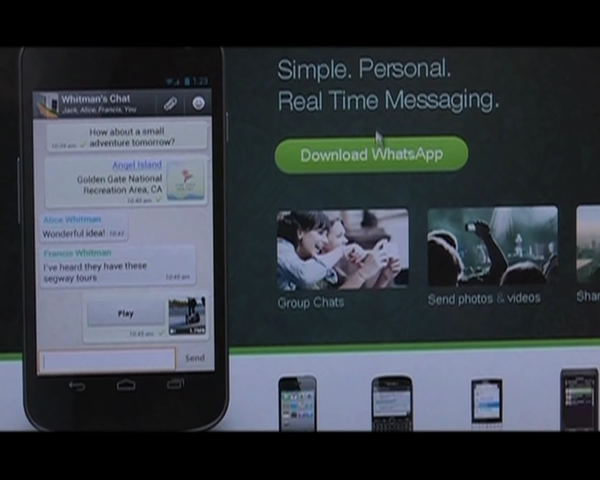 1:23
Whitman's Chat
Jack, Alice, Francis, You
How about a small
adventure tomorrow?
Angel Island
Golden Gate National
Recreation Area, CA
Alice Whitman
Wonderful idea!
Francis Whitman
I've heard they have these
segway tours
Play
Send
Simple. Personal.
Real Time Messaging.
Download WhatsApp
Group Chats
Send photos & videos